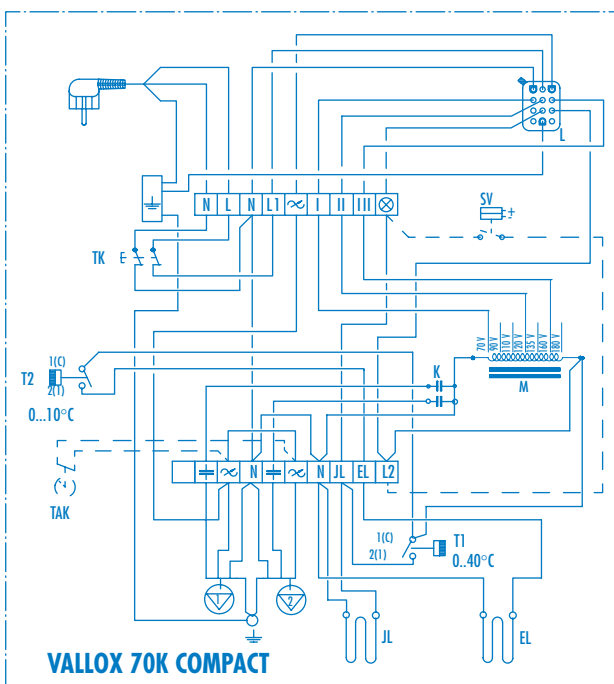 L
N L N L1 I II III
SV
TK E
70 V 90 V 110 V 120 V 135 V 160 V 180 V
M
K
T2
1(C)
2(1)
0...10°C
N N JL EL L2
TAK
1(C)
2(1)
T1
0..40°C
1 2
JL
EL
VALLOX 70K COMPACT